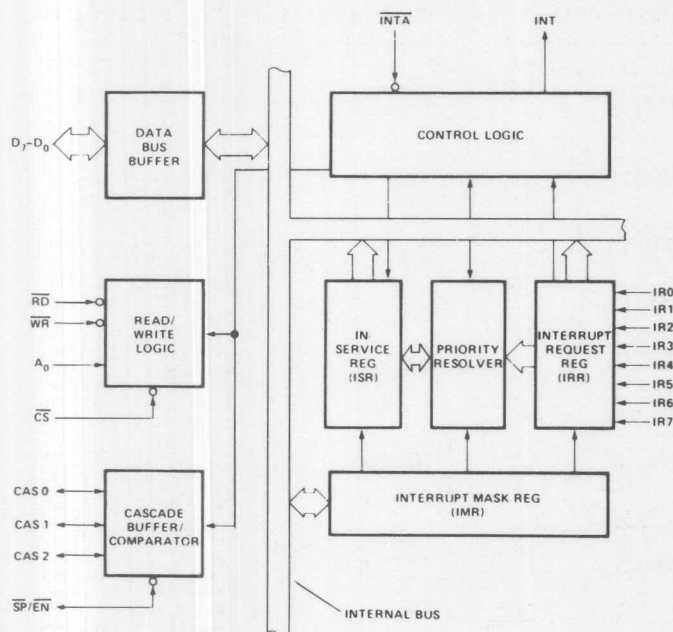 INTA
INT
DATA
BUS
BUFFER
D7-D0
CONTROL LOGIC
RD
WR
A0
CS
READ/
WRITE
LOGIC
IN
SERVICE
REG
(ISR)
PRIORITY
RESOLVER
INTERRUPT
REQUEST
REG
(IRR)
IR0
IR1
IR2
IR3
IR4
IR5
IR6
IR7
CAS 0
CAS 1
CAS 2
SP/EN
CASCADE
BUFFER/
COMPARATOR
INTERRUPT MASK REG
(IMR)
INTERNAL BUS